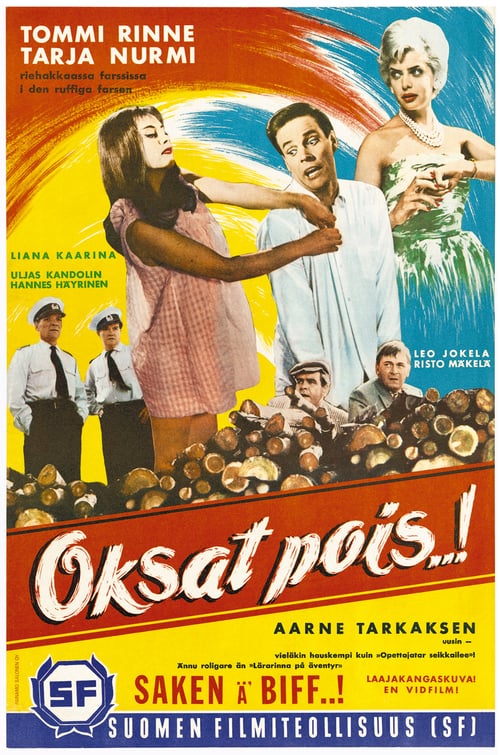 TOMMI RINNE
TARJA NURMI
riehakkaassa farssissa
i den ruffiga farsen
LIANA KAARINA
ULJAS KANDOLIN
HANNES HÄYRINEN
LEO JOKELA
RISTO MÄKELÄ
Oksat pois..!
AARNE TARKAKSEN
uusin —
vieläkin hauskempi kuin »Opettajatar seikkailee»!
Ännu roligare än »Lärarinna på äventyr»
SAKEN Ä' BIFF..!
LAAJAKANGASKUVA!
EN VIDFILM!
SF
SUOMEN FILMITEOLLISUUS (SF)